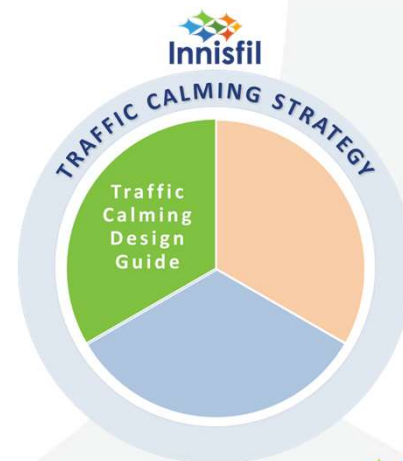 Innisfil
TRAFFIC CALMING STRATEGY
Traffic
Calming
Design
Guide